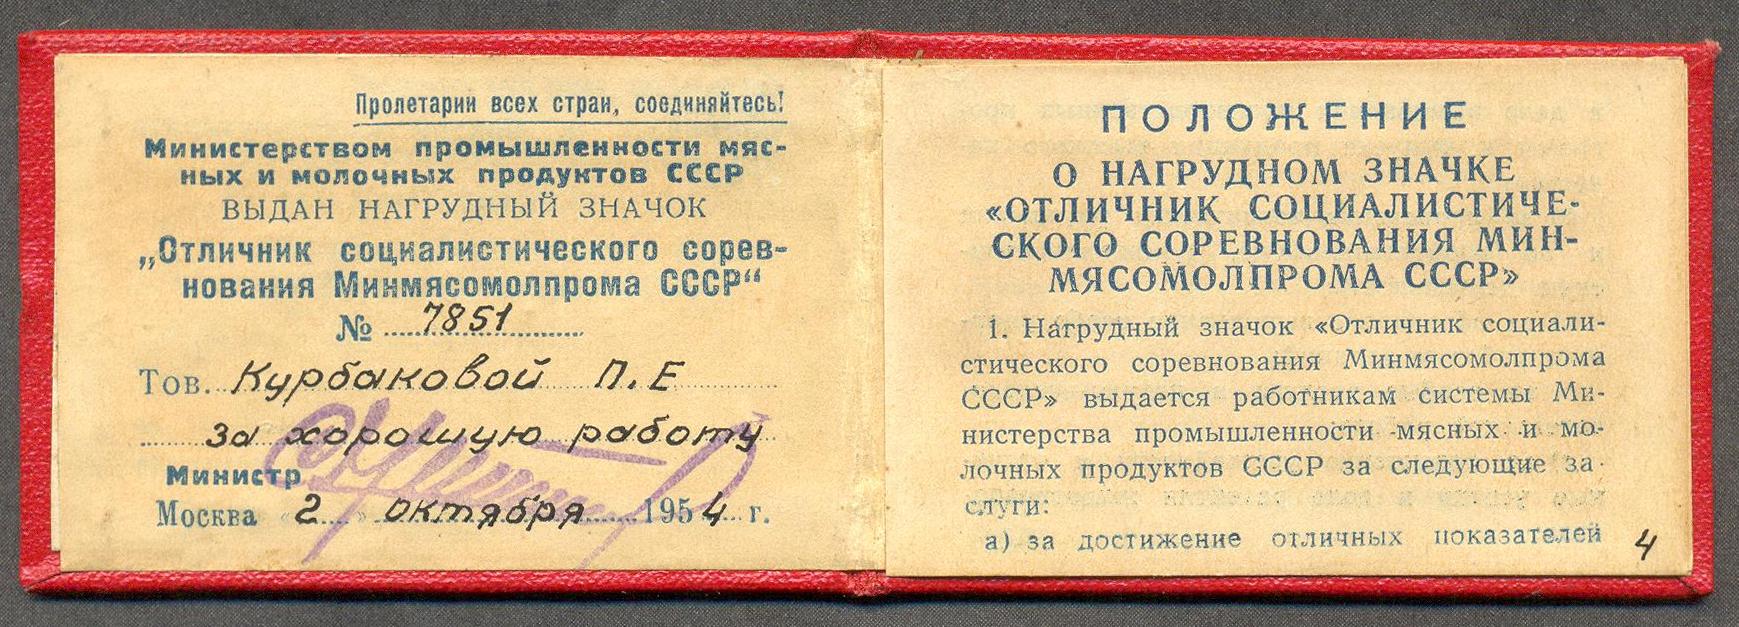 Пролетарии всех стран, соединяйтесь!
Министерством промышленности мяс-
ных и молочных продуктов СССР
ВЫДАН НАГРУДНЫЙ ЗНАЧОК
„Отличник социалистического сорев-
нования Минмясомолпрома СССР“
№ 7851
Тов. Курбаковой П.Е
за хорошую работу
Министр
Москва «2» октября 1954 г.
ПОЛОЖЕНИЕ
О НАГРУДНОМ ЗНАЧКЕ
«ОТЛИЧНИК СОЦИАЛИСТИЧЕ-
СКОГО СОРЕВНОВАНИЯ МИН-
МЯСОМОЛПРОМА СССР»
1. Нагрудный значок «Отличник социали-
стического соревнования Минмясомолпрома
СССР» выдается работникам системы Ми-
нистерства промышленности мясных и мо-
лочных продуктов СССР за следующие за-
слуги:
а) за достижение отличных показателей
4